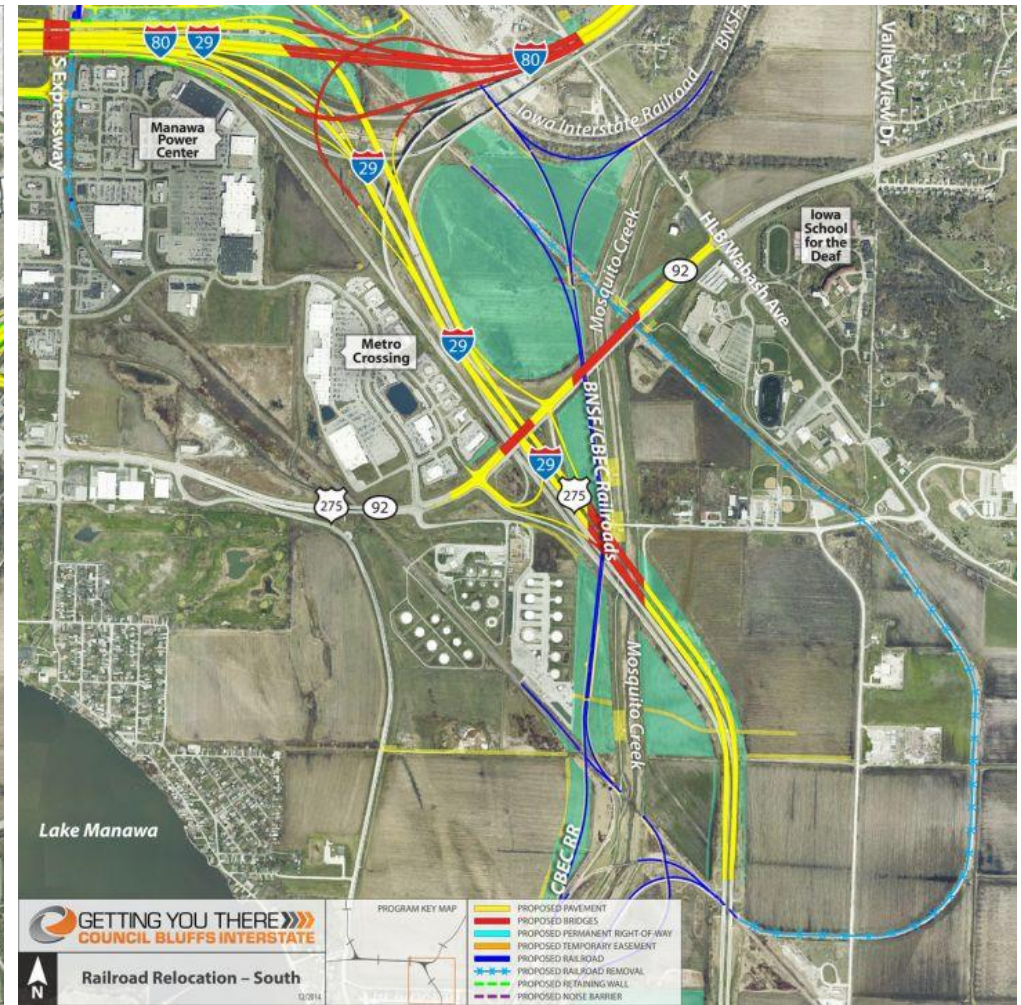 80
29
80
S Expressway
Manawa
Power
Center
Iowa Interstate Railroad
BNSF
Valley View Dr.
29
Mosquito Creek
HLB/Wabash Ave
Iowa
School
for the
Deaf
92
Metro
Crossing
29
BNSF/CBEC Railroads
29
275
275
92
Mosquito Creek
Lake Manawa
CBEC RR
GETTING YOU THERE
COUNCIL BLUFFS INTERSTATE
N
Railroad Relocation – South
12/2014
PROGRAM KEY MAP
PROPOSED PAVEMENT
PROPOSED BRIDGES
PROPOSED PERMANENT RIGHT-OF-WAY
PROPOSED TEMPORARY EASEMENT
PROPOSED RAILROAD
PROPOSED RAILROAD REMOVAL
PROPOSED RETAINING WALL
PROPOSED NOISE BARRIER